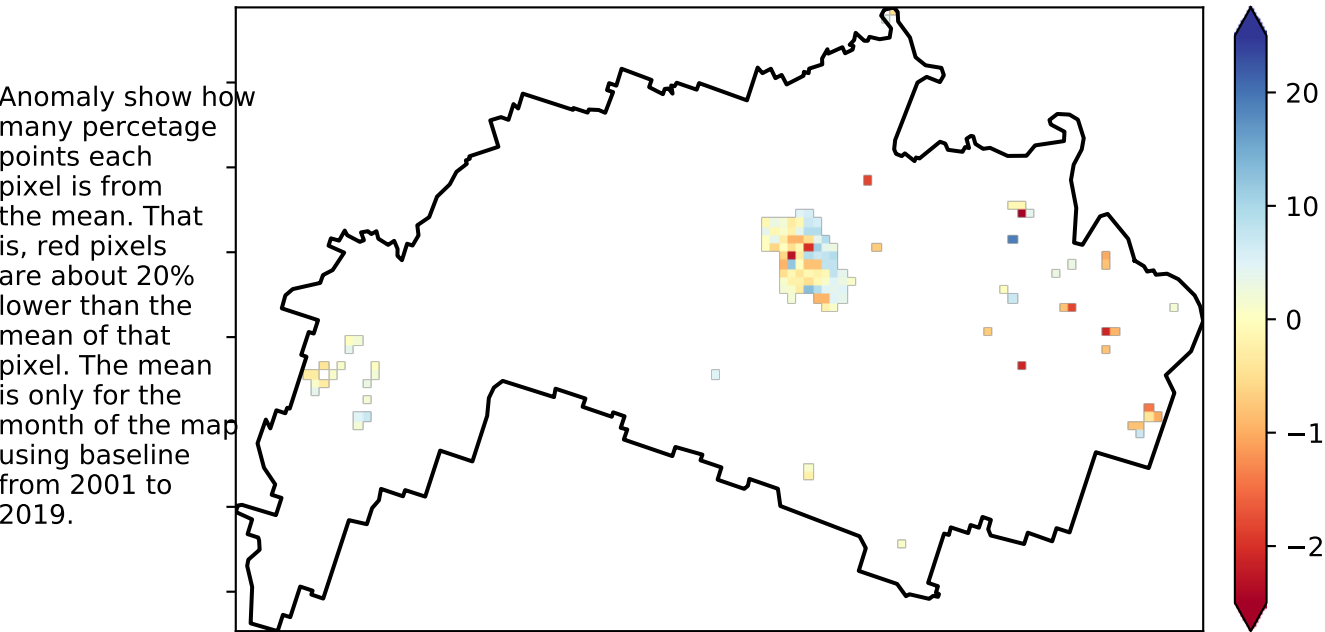 Anomaly show how
many percetage
points each
pixel is from
the mean. That
is, red pixels
are about 20%
lower than the
mean of that
pixel. The mean
is only for the
month of the map
using baseline
from 2001 to
2019.
20
10
0
−1
−2